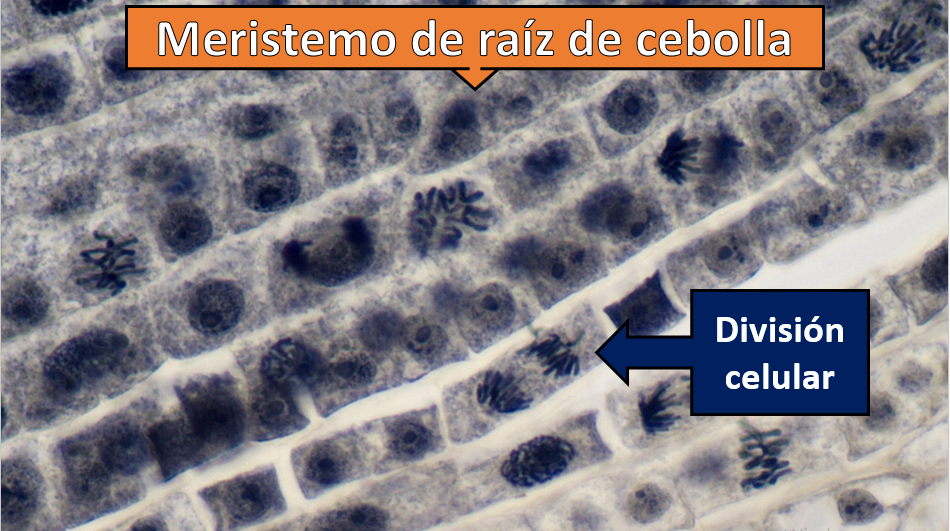 Meristemo de raíz de cebolla
División
celular